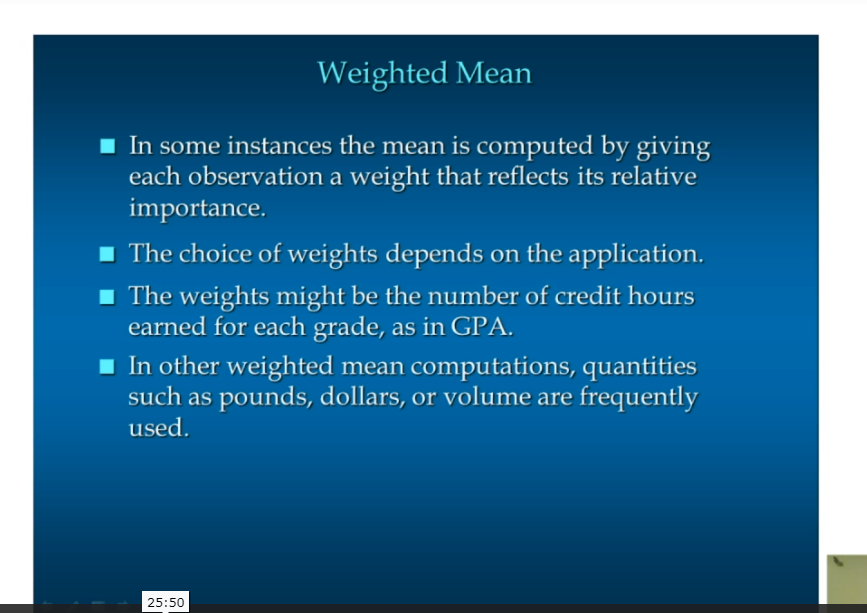 Weighted Mean
In some instances the mean is computed by giving
each observation a weight that reflects its relative
importance.
The choice of weights depends on the application.
The weights might be the number of credit hours
earned for each grade, as in GPA.
In other weighted mean computations, quantities
such as pounds, dollars, or volume are frequently
used.
25:50